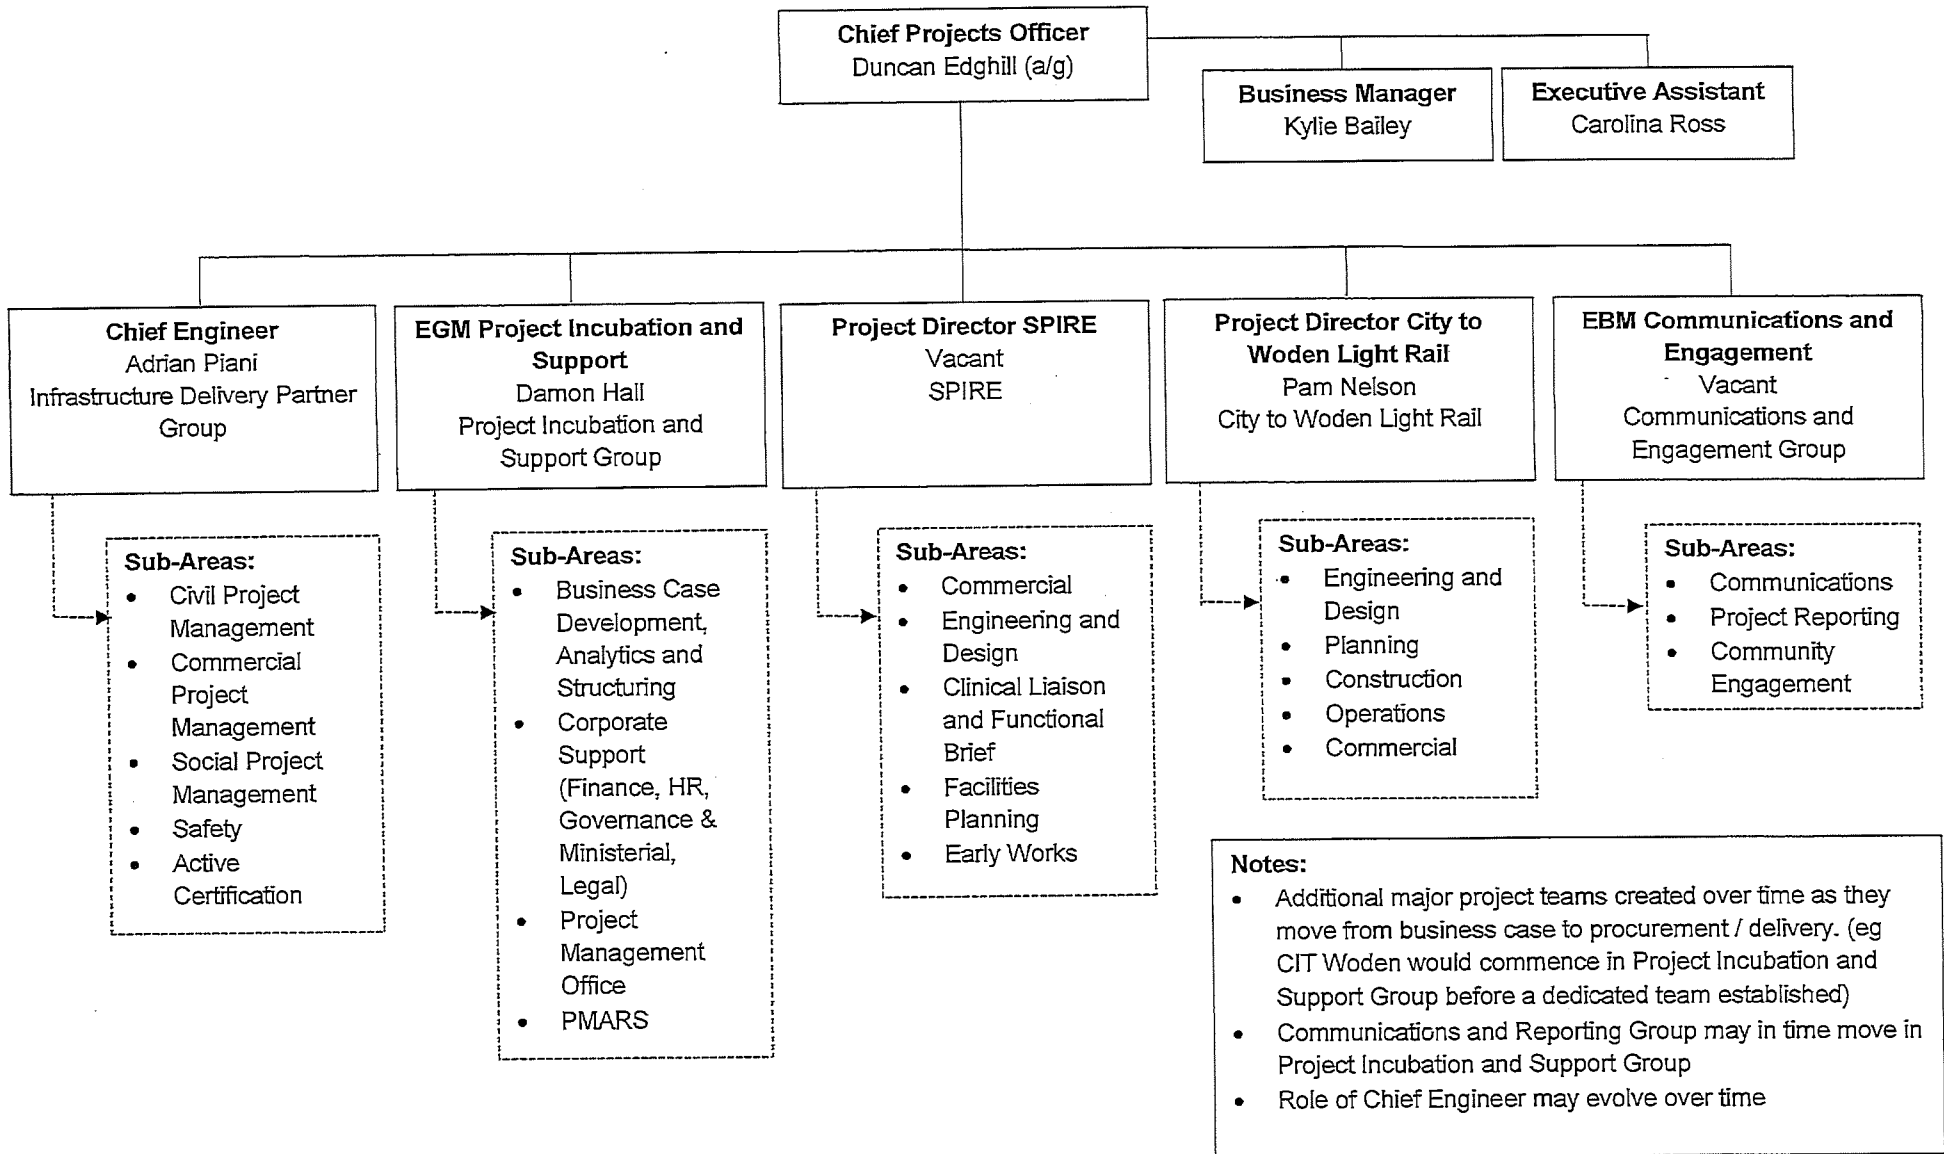 Chief Projects Officer
Duncan Edghill (a/g)
Business Manager
Kylie Bailey
Executive Assistant
Carolina Ross
Chief Engineer
Adrian Piani
Infrastructure Delivery Partner
Group
EGM Project Incubation and
Support
Damon Hall
Project Incubation and
Support Group
Project Director SPIRE
Vacant
SPIRE
Project Director City to
Woden Light Rail
Pam Nelson
City to Woden Light Rail
EBM Communications and
Engagement
Vacant
Communications and
Engagement Group
Sub-Areas:
• Civil Project
Management
• Commercial
Project
Management
• Social Project
Management
• Safety
• Active
Certification
Sub-Areas:
• Business Case
Development,
Analytics and
Structuring
• Corporate
Support
(Finance, HR,
Governance &
Ministerial,
Legal)
• Project
Management
Office
• PMARS
Sub-Areas:
• Commercial
• Engineering and
Design
• Clinical Liaison
and Functional
Brief
• Facilities
Planning
• Early Works
Sub-Areas:
• Engineering and
Design
• Planning
• Construction
• Operations
• Commercial
Sub-Areas:
• Communications
• Project Reporting
• Community
Engagement
Notes:
• Additional major project teams created over time as they
move from business case to procurement / delivery. (eg
CIT Woden would commence in Project Incubation and
Support Group before a dedicated team established)
• Communications and Reporting Group may in time move in
Project Incubation and Support Group
• Role of Chief Engineer may evolve over time